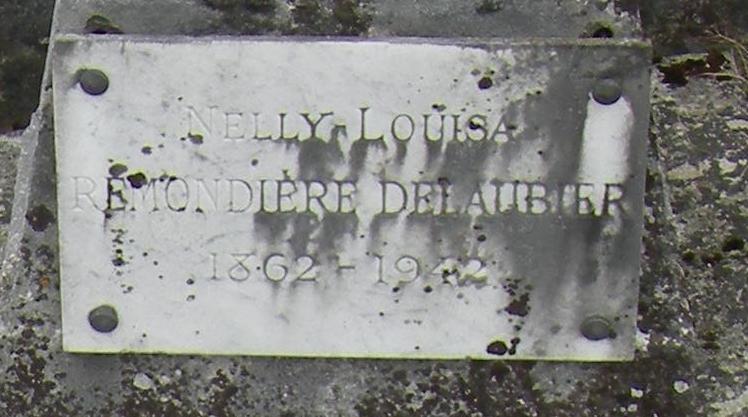 NELLY-LOUISA
REMONDIÈRE DELAUBIER
1862 - 1942